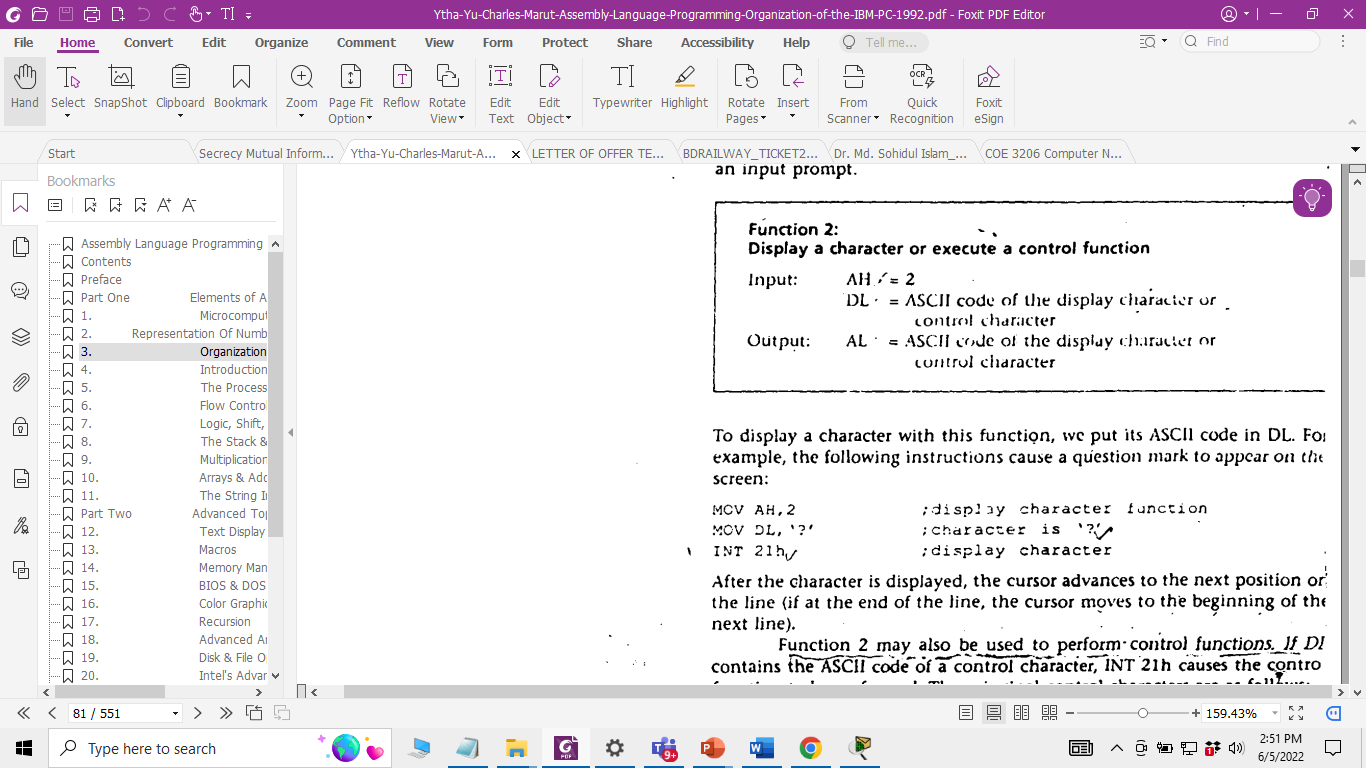 Ytha-Yu-Charles-Marut-Assembly-Language-Programming-Organization-of-the-IBM-PC-1992.pdf - Foxit PDF Editor
File Home Convert Edit Organize Comment View Form Protect Share Accessibility Help Tell me... Find
Hand Select SnapShot Clipboard Bookmark Zoom Page Fit Option Reflow Rotate View Edit Text Edit Object Typewriter Highlight Rotate Pages Insert From Scanner Quick Recognition Foxit eSign
Start Secrecy Mutual Inform... Ytha-Yu-Charles-Marut-A... LETTER OF OFFER TE... BDRAILWAY_TICKET2... Dr. Md. Sohidul Islam_... COE 3206 Computer N...
Bookmarks
Assembly Language Programming
Contents
Preface
Part One Elements of A
1. Microcomput
2. Representation Of Numb
3. Organization
4. Introduction
5. The Process
6. Flow Control
7. Logic, Shift,
8. The Stack &
9. Multiplication
10. Arrays & Add
11. The String In
Part Two Advanced Top
12. Text Display
13. Macros
14. Memory Man
15. BIOS & DOS
16. Color Graphic
17. Recursion
18. Advanced Ar
19. Disk & File O
20. Intel's Advan
an input prompt.
Function 2:
Display a character or execute a control function
Input: AH = 2
DL = ASCII code of the display character or
control character
Output: AL = ASCII code of the display character or
control character
To display a character with this function, we put its ASCII code in DL. For
example, the following instructions cause a question mark to appear on the
screen:
MOV AH,2 ;display character function
MOV DL,'?' ;character is '?'
INT 21h ;display character
After the character is displayed, the cursor advances to the next position on
the line (if at the end of the line, the cursor moves to the beginning of the
next line).
Function 2 may also be used to perform control functions. If DL
contains the ASCII code of a control character, INT 21h causes the contro
81 / 551 159.43%
Type here to search 9+ 1 2:51 PM
6/5/2022